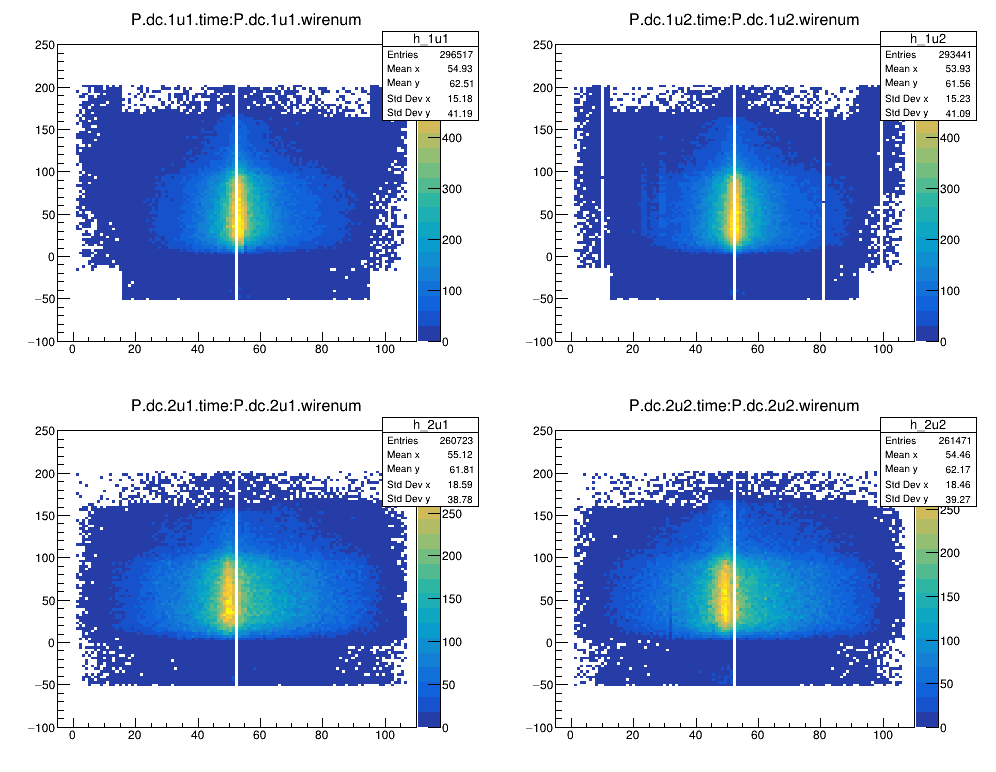 P.dc.1u1.time:P.dc.1u1.wirenum
h_1u1
Entries 296517
Mean x 54.93
Mean y 62.51
Std Dev x 15.18
Std Dev y 41.19
250
200
150
100
50
0
−50
−100
0 20 40 60 80 100
400
300
200
100
0
P.dc.1u2.time:P.dc.1u2.wirenum
h_1u2
Entries 293441
Mean x 53.93
Mean y 61.56
Std Dev x 15.23
Std Dev y 41.09
250
200
150
100
50
0
−50
−100
0 20 40 60 80 100
400
300
200
100
0
P.dc.2u1.time:P.dc.2u1.wirenum
h_2u1
Entries 260723
Mean x 55.12
Mean y 61.81
Std Dev x 18.59
Std Dev y 38.78
250
200
150
100
50
0
−50
−100
0 20 40 60 80 100
250
200
150
100
50
0
P.dc.2u2.time:P.dc.2u2.wirenum
h_2u2
Entries 261471
Mean x 54.46
Mean y 62.17
Std Dev x 18.46
Std Dev y 39.27
250
200
150
100
50
0
−50
−100
0 20 40 60 80 100
250
200
150
100
50
0